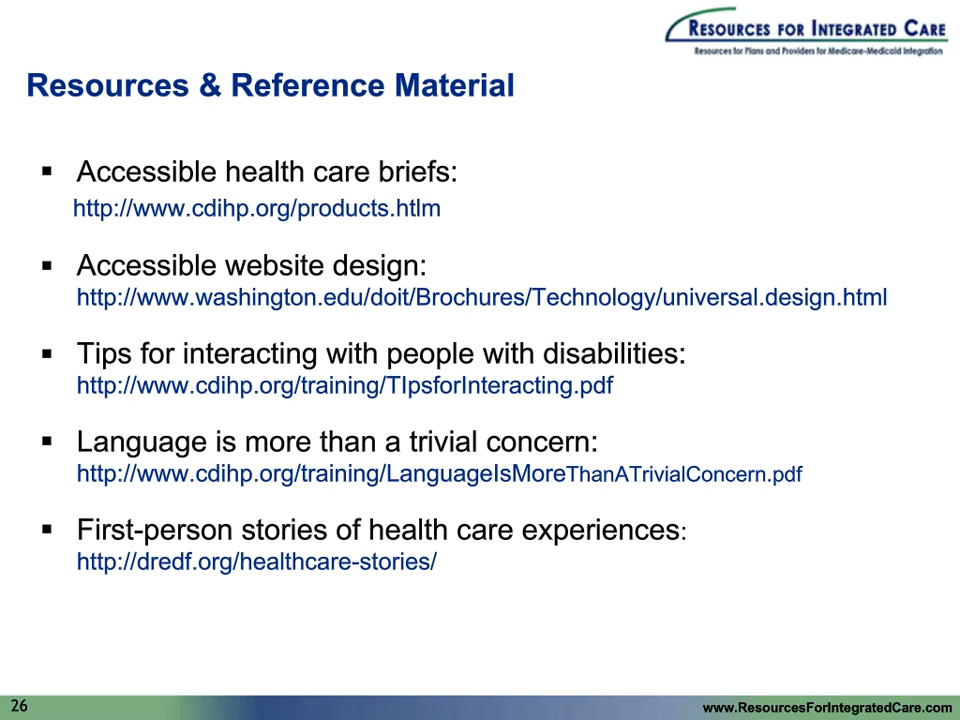 RESOURCES FOR INTEGRATED CARE
Resources for Plans and Providers for Medicare-Medicaid Integration
Resources & Reference Material
▪ Accessible health care briefs:
http://www.cdihp.org/products.htlm
▪ Accessible website design:
http://www.washington.edu/doit/Brochures/Technology/universal.design.html
▪ Tips for interacting with people with disabilities:
http://www.cdihp.org/training/TIpsforInteracting.pdf
▪ Language is more than a trivial concern:
http://www.cdihp.org/training/LanguageIsMoreThanATrivialConcern.pdf
▪ First-person stories of health care experiences:
http://dredf.org/healthcare-stories/
26
www.ResourcesForIntegratedCare.com